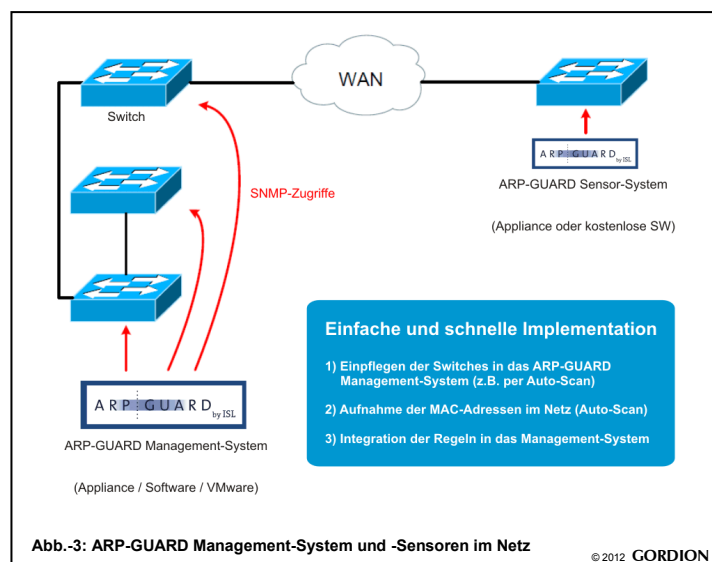 WAN
Switch
SNMP-Zugriffe
ARP GUARD by ISL
ARP-GUARD Sensor-System
(Appliance oder kostenlose SW)
Einfache und schnelle Implementation
1) Einpflegen der Switches in das ARP-GUARD
Management-System (z.B. per Auto-Scan)
2) Aufnahme der MAC-Adressen im Netz (Auto-Scan)
3) Integration der Regeln in das Management-System
ARP GUARD by ISL
ARP-GUARD Management-System
(Appliance / Software / VMware)
Abb.-3: ARP-GUARD Management-System und -Sensoren im Netz
© 2012 GORDION